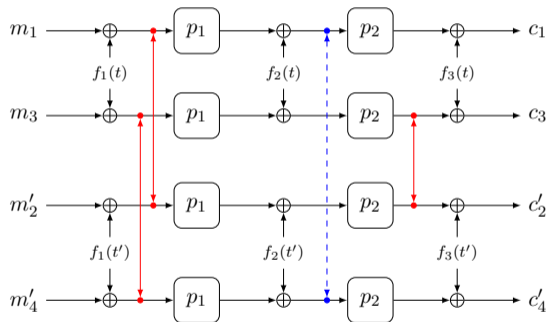 m₁ p₁ p₂ c₁
f₁(t) f₂(t) f₃(t)
m₃ p₁ p₂ c₃
m′₂ p₁ p₂ c′₂
f₁(t′) f₂(t′) f₃(t′)
m′₄ p₁ p₂ c′₄